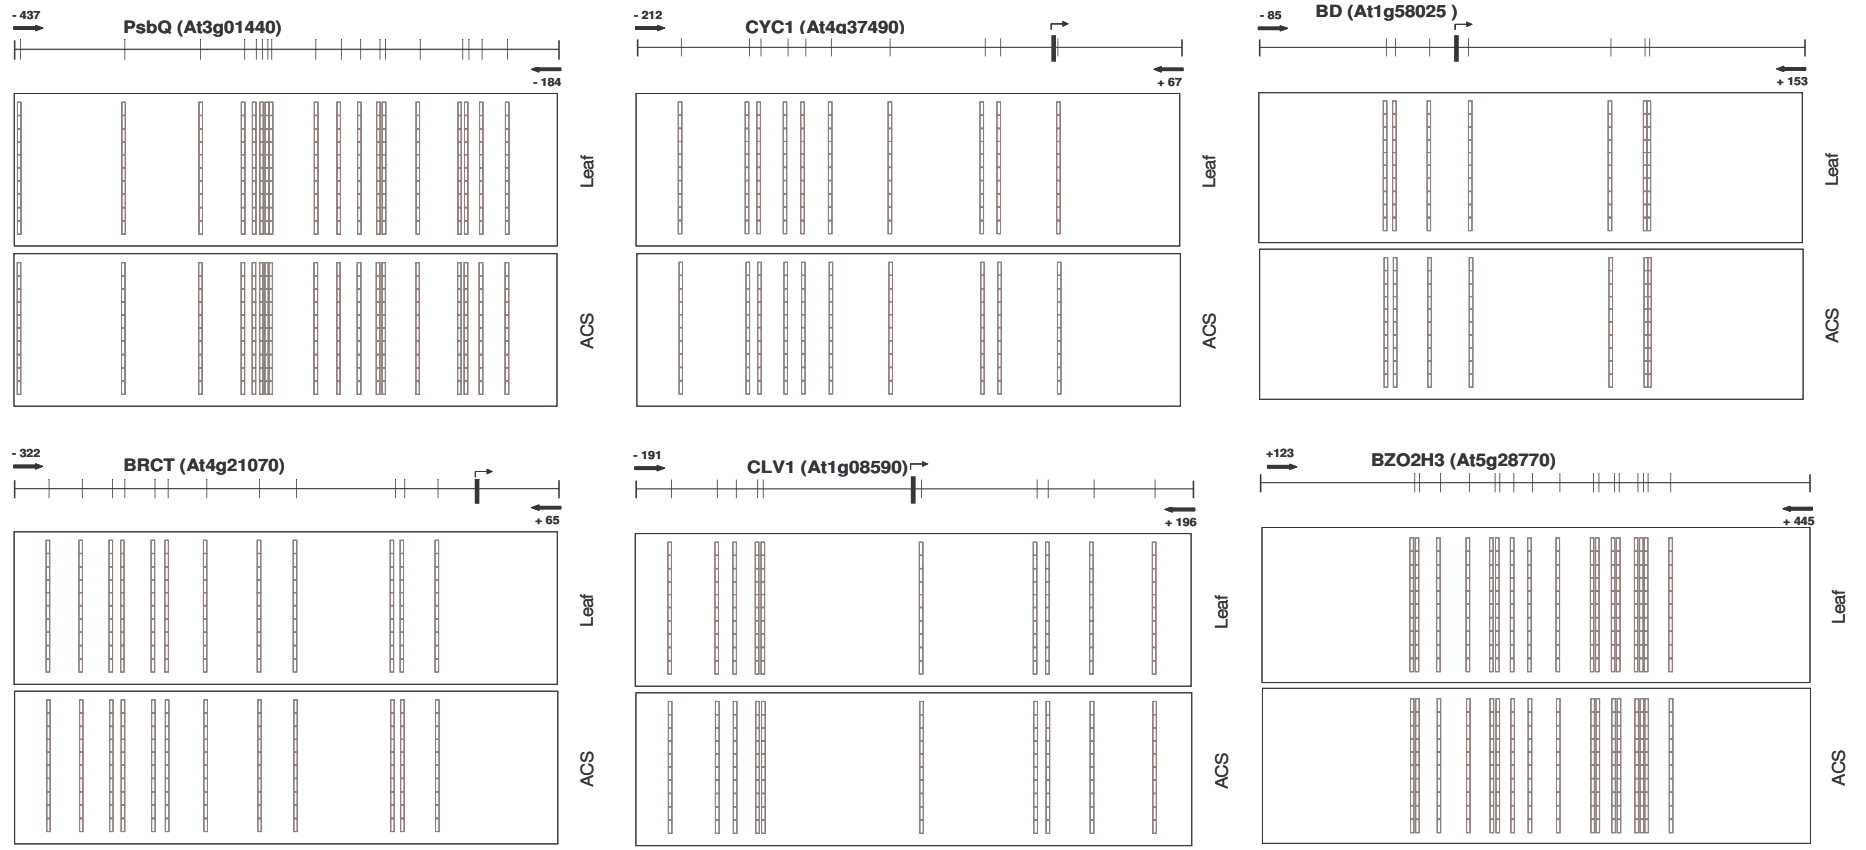 - 437
PsbQ (At3g01440)
- 184
Leaf
ACS
- 212
CYC1 (At4g37490)
+ 67
Leaf
ACS
- 85
BD (At1g58025 )
+ 153
Leaf
ACS
- 322
BRCT (At4g21070)
+ 65
Leaf
ACS
- 191
CLV1 (At1g08590)
+ 196
Leaf
ACS
+123
BZO2H3 (At5g28770)
+ 445
Leaf
ACS